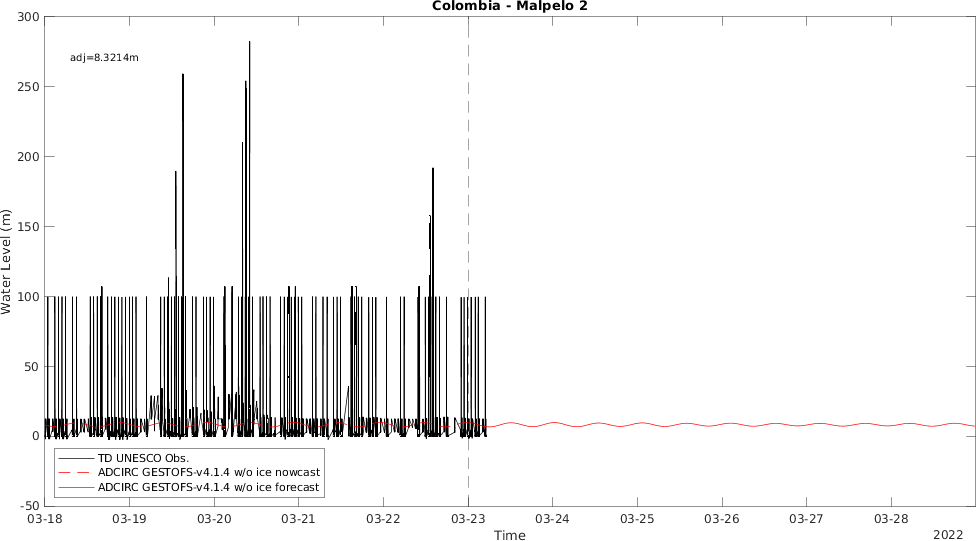 Colombia - Malpelo 2
300
adj=8.3214m
250
200
150
100
50
0
-50
Water Level (m)
TD UNESCO Obs.
ADCIRC GESTOFS-v4.1.4 w/o ice nowcast
ADCIRC GESTOFS-v4.1.4 w/o ice forecast
03-18 03-19 03-20 03-21 03-22 03-23 03-24 03-25 03-26 03-27 03-28
Time
2022